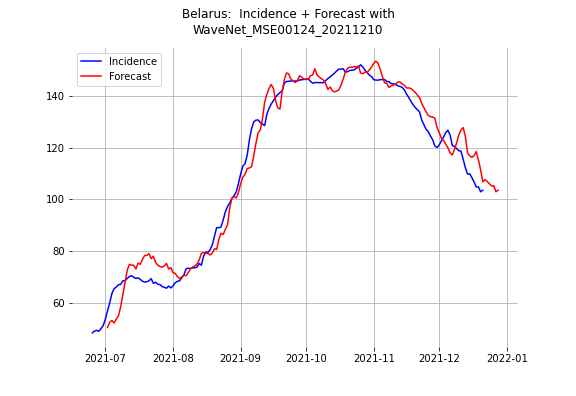 Belarus:  Incidence + Forecast with
WaveNet_MSE00124_20211210
Incidence
Forecast
140
120
100
80
60
2021-07 2021-08 2021-09 2021-10 2021-11 2021-12 2022-01